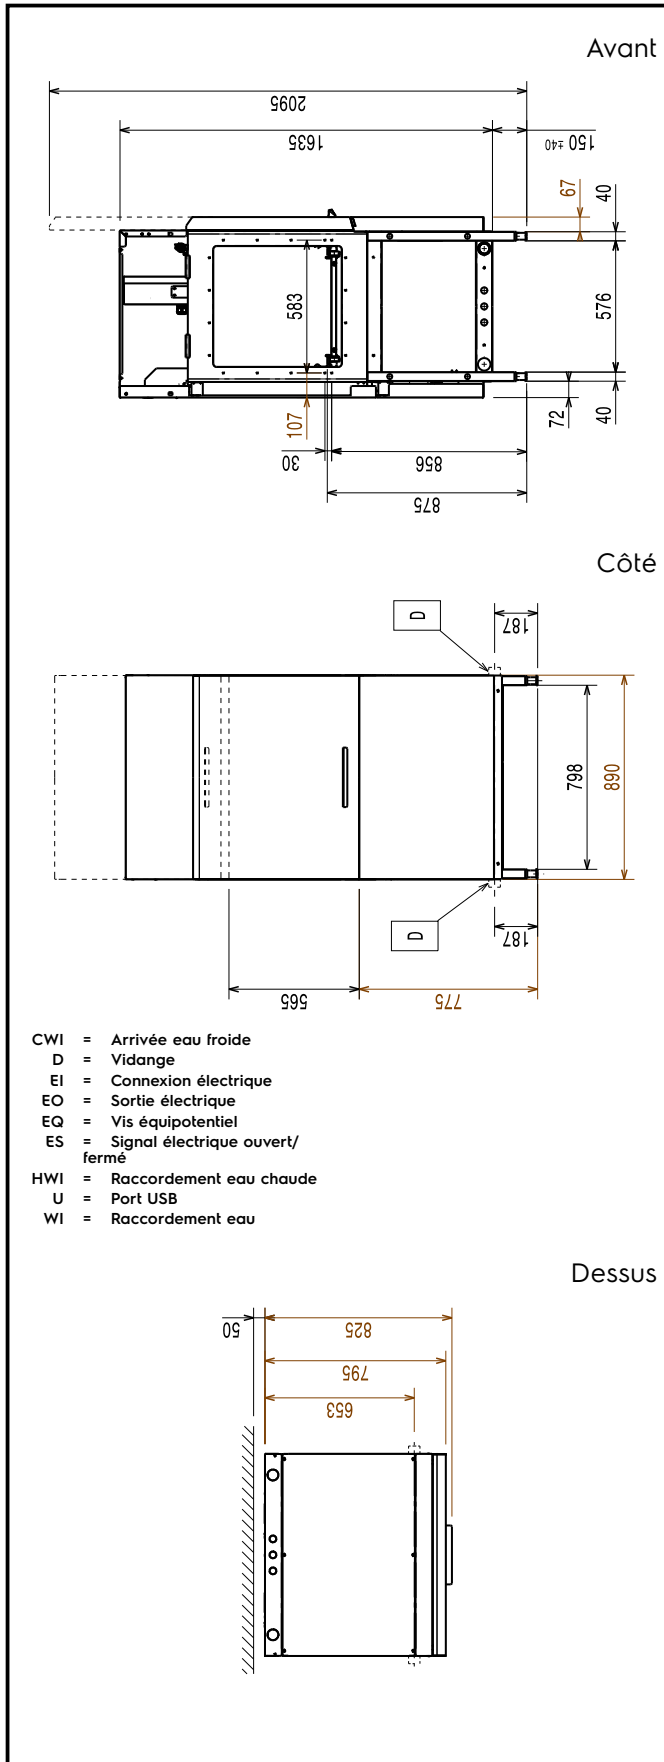 Avant
2095
1635
150 ±40
67
40
583
576
107
72
40
30
856
875
Côté
D
187
798
890
D
187
565
775
CWI = Arrivée eau froide
D = Vidange
EI = Connexion électrique
EO = Sortie électrique
EQ = Vis équipotentiel
ES = Signal électrique ouvert/
fermé
HWI = Raccordement eau chaude
U = Port USB
WI = Raccordement eau
Dessus
50
825
795
653